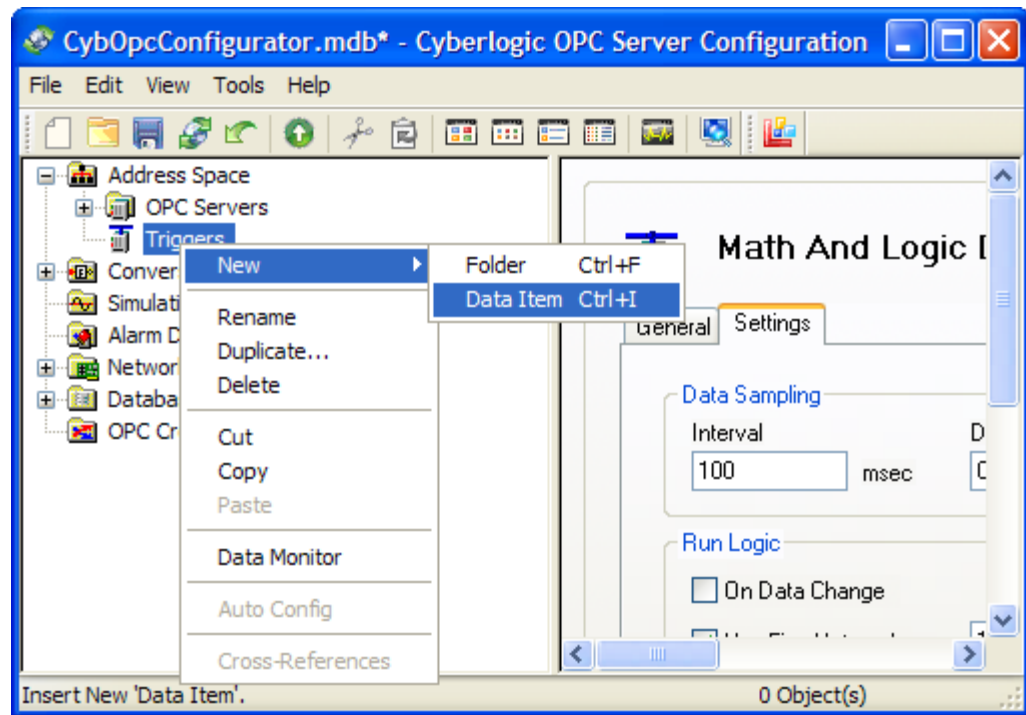 CybOpcConfigurator.mdb* - Cyberlogic OPC Server Configuration
File Edit View Tools Help
Address Space
OPC Servers
Triggers
Conver
Simulati
Alarm D
Networ
Databa
OPC Cr
New
Rename
Duplicate...
Delete
Cut
Copy
Paste
Data Monitor
Auto Config
Cross-References
Folder Ctrl+F
Data Item Ctrl+I
Math And Logic
General Settings
Data Sampling
Interval D
100 msec
Run Logic
On Data Change
Insert New 'Data Item'. 0 Object(s)